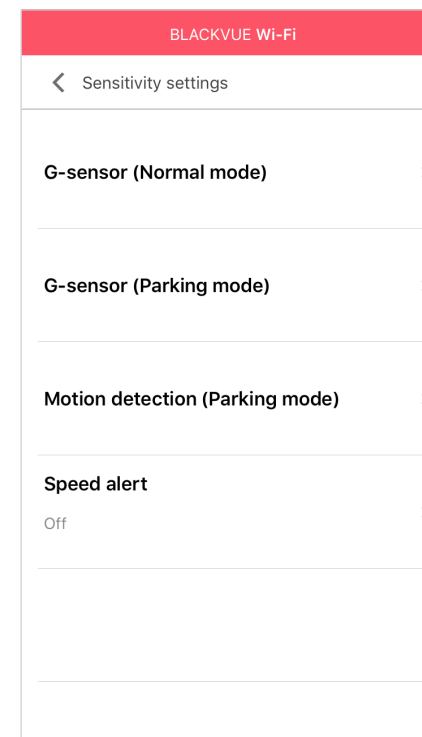 BLACKVUE Wi-Fi
Sensitivity settings
G-sensor (Normal mode)
G-sensor (Parking mode)
Motion detection (Parking mode)
Speed alert
Off